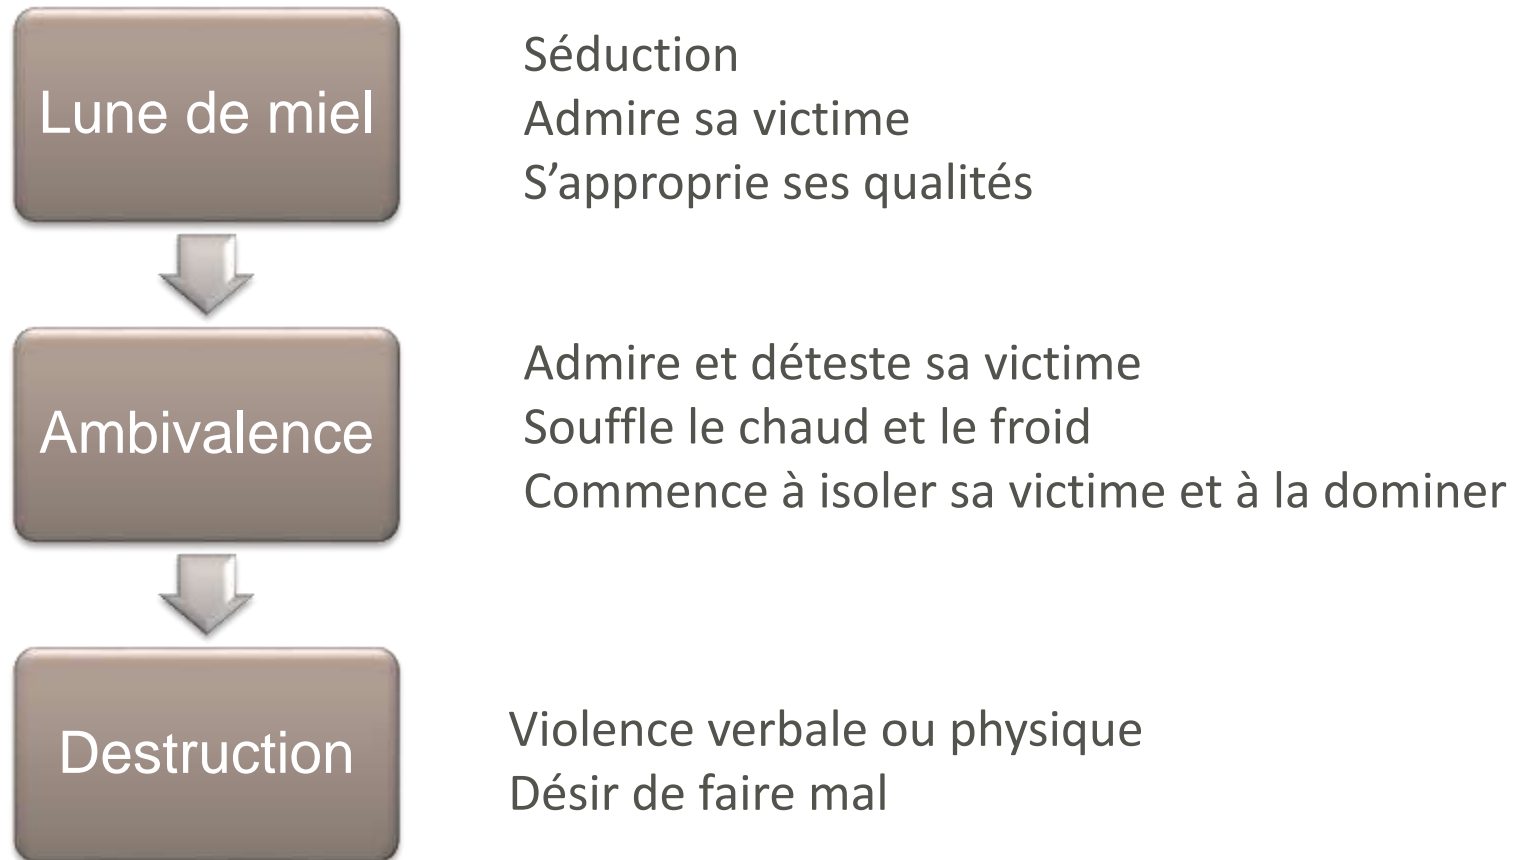 Lune de miel
Séduction
Admire sa victime
S’approprie ses qualités
Ambivalence
Admire et déteste sa victime
Souffle le chaud et le froid
Commence à isoler sa victime et à la dominer
Destruction
Violence verbale ou physique
Désir de faire mal